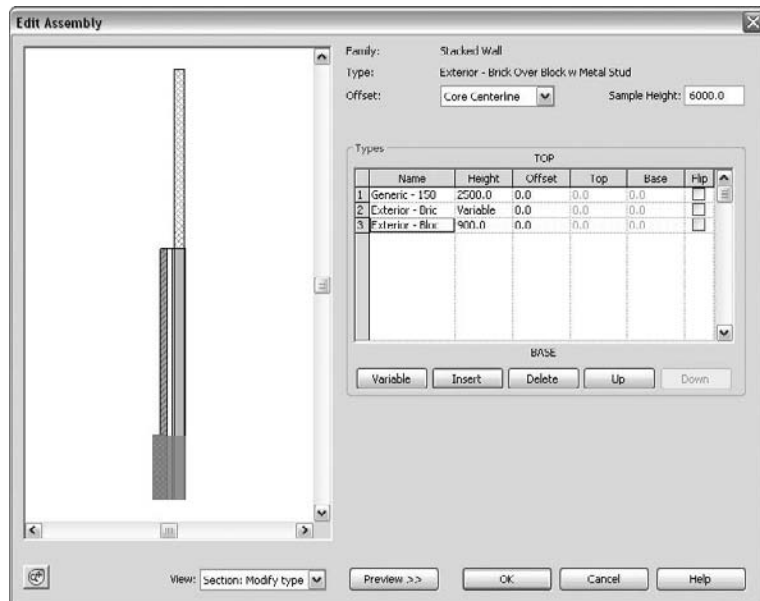 Edit Assembly
Family: Stacked Wall
Type: Exterior - Brick Over Block w Metal Stud
Offset: Core Centerline Sample Height: 6000.0
Types
TOP
Name Height Offset Top Base Flip
1 Generic - 150 2500.0 0.0 0.0 0.0
2 Exterior - Bric Variable 0.0 0.0 0.0
3 Exterior - Bloc 900.0 0.0 0.0 0.0
BASE
Variable Insert Delete Up Down
View: Section: Modify type Preview >> OK Cancel Help